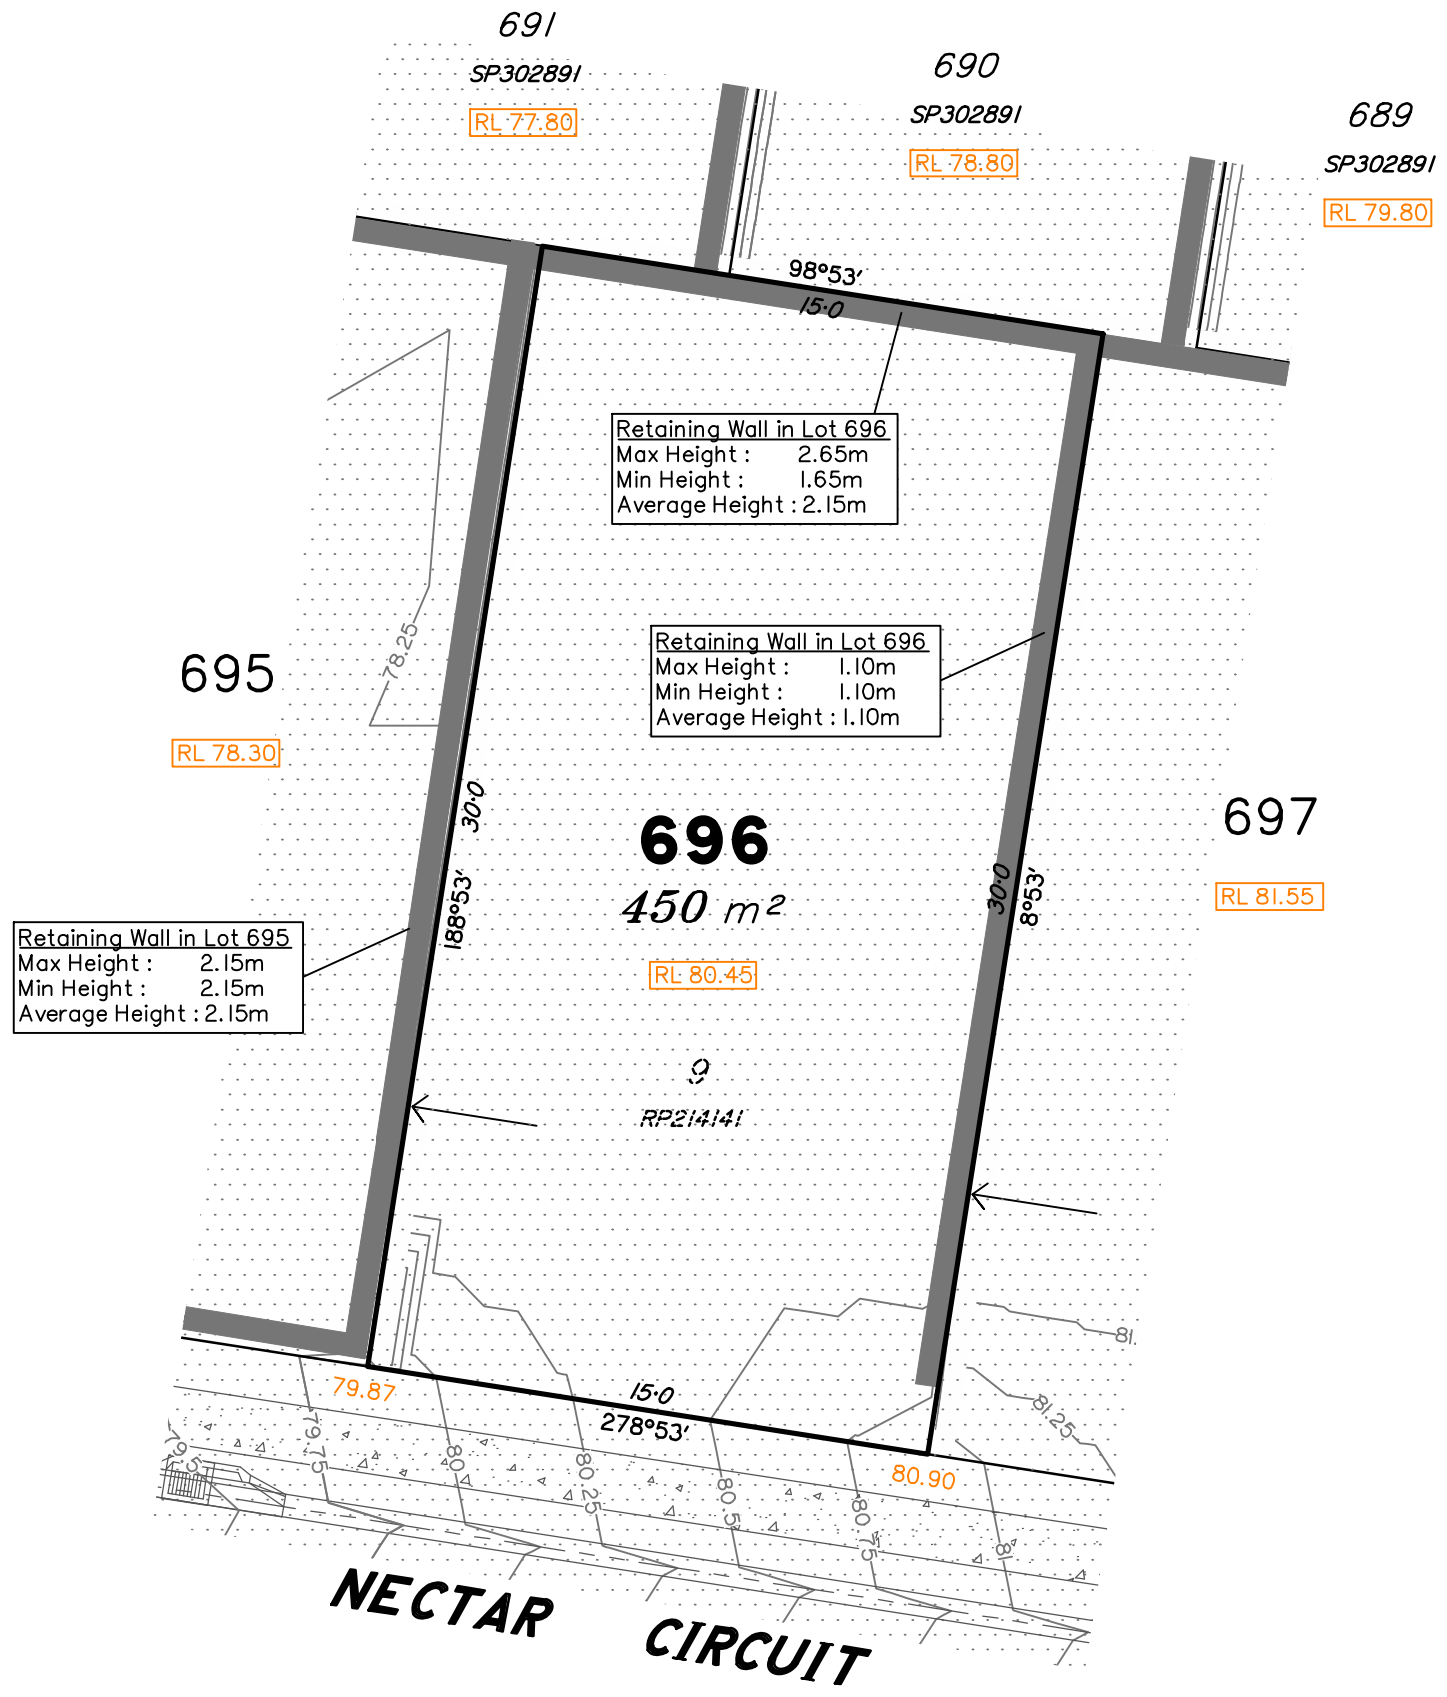 691
SP302891
RL 77.80
690
SP302891
RL 78.80
689
SP302891
RL 79.80
98°53'
15·0
Retaining Wall in Lot 696
Max Height : 2.65m
Min Height : 1.65m
Average Height : 2.15m
Retaining Wall in Lot 696
Max Height : 1.10m
Min Height : 1.10m
Average Height : 1.10m
78.25
695
RL 78.30
30·0
188°53'
696
450 m²
RL 80.45
30·0
8°53'
697
RL 81.55
Retaining Wall in Lot 695
Max Height : 2.15m
Min Height : 2.15m
Average Height : 2.15m
9
RP214141
81.
81.25
79.87
15·0
278°53'
80.90
79.5
79.75
80
80.25
80.5
80.75
81
NECTAR CIRCUIT